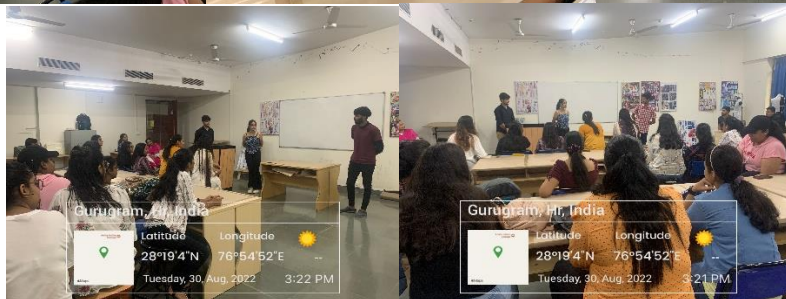 Gurugram, Hr, India
Latitude Longitude
28°19'4"N 76°54'52"E
--
Tuesday, 30, Aug, 2022 3:22 PM
Gurugram, Hr, India
Latitude Longitude
28°19'4"N 76°54'52"E
--
Tuesday, 30, Aug, 2022 3:21 PM